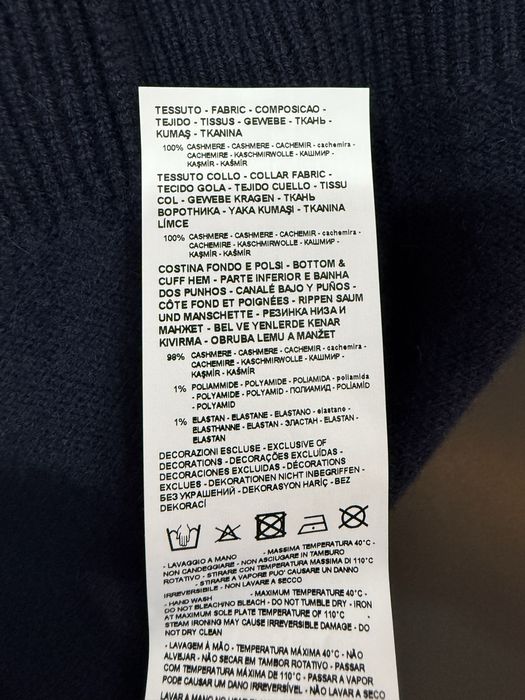 TESSUTO - FABRIC - COMPOSICAO -
TEJIDO - TISSUS - GEWEBE - ТКАНЬ -
KUMAŞ - TKANINA
100% CASHMERE - CASHMERE - CACHEMIR - cachemira -
CACHEMIRE - KASCHMIRWOLLE - КАШМИР -
KAŞMİR - KAŠMÍR
TESSUTO COLLO - COLLAR FABRIC -
TECIDO GOLA - TEJIDO CUELLO - TISSU
COL - GEWEBE KRAGEN - ТКАНЬ
ВОРОТНИКА - YAKA KUMAŞI - TKANINA
LÍMCE
100% CASHMERE - CASHMERE - CACHEMIR - cachemira -
CACHEMIRE - KASCHMIRWOLLE - КАШМИР -
KAŞMİR - KAŠMÍR
COSTINA FONDO E POLSI - BOTTOM &
CUFF HEM - PARTE INFERIOR E BAINHA
DOS PUNHOS - CANALÉ BAJO Y PUÑOS -
CÔTE FOND ET POIGNÉES - RIPPEN SAUM
UND MANSCHETTE - РЕЗИНКА НИЗА И
МАНЖЕТ - BEL VE YENLERDE KENAR
KIVIRMA - OBRUBA LEMU A MANŽET
98% CASHMERE - CASHMERE - CACHEMIR - cachemira -
CACHEMIRE - KASCHMIRWOLLE - КАШМИР -
KAŞMİR - KAŠMÍR
1% POLIAMMIDE - POLYAMIDE - POLIAMIDA - poliamida
- POLYAMIDE - POLYAMID - ПОЛИАМИД - POLÍAMİD
- POLYAMID
1% ELASTAN - ELASTANE - ELASTANO - elastano -
ELASTHANNE - ELASTAN - ЭЛАСТАН - ELASTAN -
ELASTAN
DECORAZIONI ESCLUSE - EXCLUSIVE OF
DECORATIONS - DECORAÇÕES EXCLUÍDAS -
DECORACIONES EXCLUIDAS - DÉCORATIONS
EXCLUES - DEKORATIONEN NICHT INBEGRIFFEN -
БЕЗ УКРАШЕНИЙ - DEKORASYON HARİÇ - BEZ
DEKORACÍ
- LAVAGGIO A MANO - MASSIMA TEMPERATURA 40°C -
NON CANDEGGIARE - NON ASCIUGARE IN TAMBURO
ROTATIVO - STIRARE CON TEMPERATURA MASSIMA DI 110°C
- STIRARE A VAPORE PUO' CAUSARE UN DANNO
IRREVERSIBILE - NON LAVARE A SECCO
- HAND WASH - MAXIMUM TEMPERATURE 40°C -
DO NOT BLEACH/NO BLEACH - DO NOT TUMBLE DRY - IRON
AT MAXIMUM SOLE PLATE TEMPERATURE OF 110°C -
STEAM IRONING MAY CAUSE IRREVERSIBLE DAMAGE - DO
NOT DRY CLEAN
- LAVAGEM À MÃO - TEMPERATURA MÁXIMA 40°C - NÃO
ALVEJAR - NÃO SECAR EM TAMBOR ROTATIVO - PASSAR
COM TEMPERATURA MÁXIMA DE 110°C - PASSAR A VAPOR
PODE CAUSAR UM DANO IRREVERSÍVEL - NÃO LAVAR A SECO